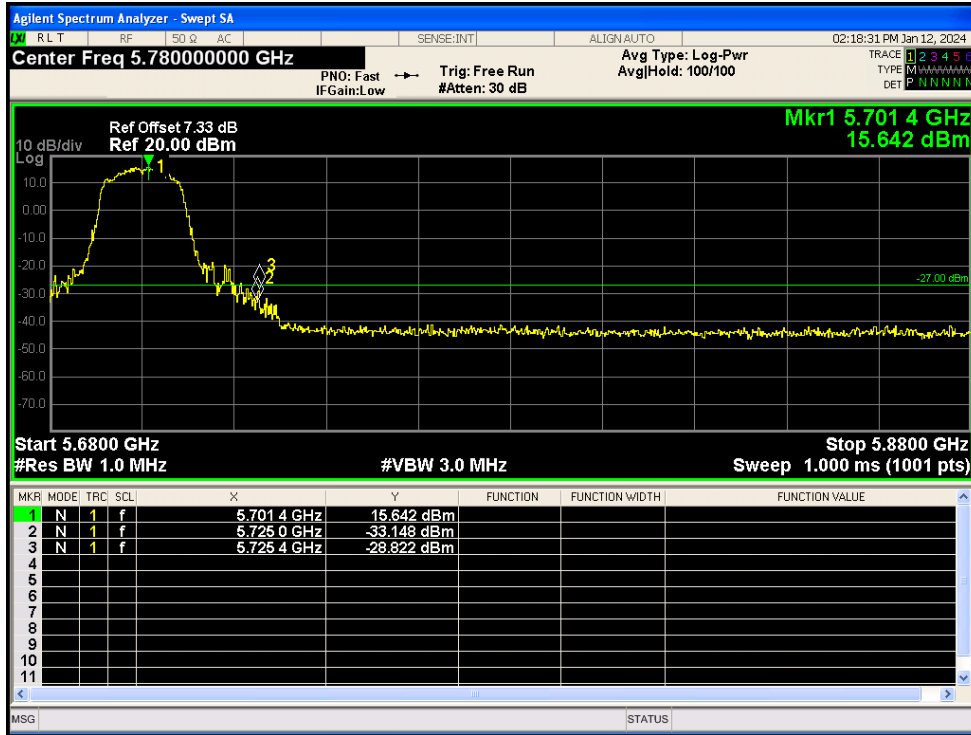 Agilent Spectrum Analyzer - Swept SA
LXI R L T RF 50 Ω AC SENSE:INT ALIGN AUTO 02:18:31 PM Jan 12, 2024
Center Freq 5.780000000 GHz
PNO: Fast
IFGain:Low
Trig: Free Run
#Atten: 30 dB
Avg Type: Log-Pwr
Avg|Hold: 100/100
TRACE 1 2 3 4 5 6
TYPE M
DET P N N N N N
Mkr1 5.701 4 GHz
15.642 dBm
Ref Offset 7.33 dB
10 dB/div Ref 20.00 dBm
Log
1
10.0
0.00
-10.0
-20.0
3
2
-27.00 dBm
-30.0
-40.0
-50.0
-60.0
-70.0
Start 5.6800 GHz Stop 5.8800 GHz
#Res BW 1.0 MHz #VBW 3.0 MHz Sweep 1.000 ms (1001 pts)
MKR MODE TRC SCL X Y FUNCTION FUNCTION WIDTH FUNCTION VALUE
1 N 1 f 5.701 4 GHz 15.642 dBm
2 N 1 f 5.725 0 GHz -33.148 dBm
3 N 1 f 5.725 4 GHz -28.822 dBm
4
5
6
7
8
9
10
11
MSG STATUS